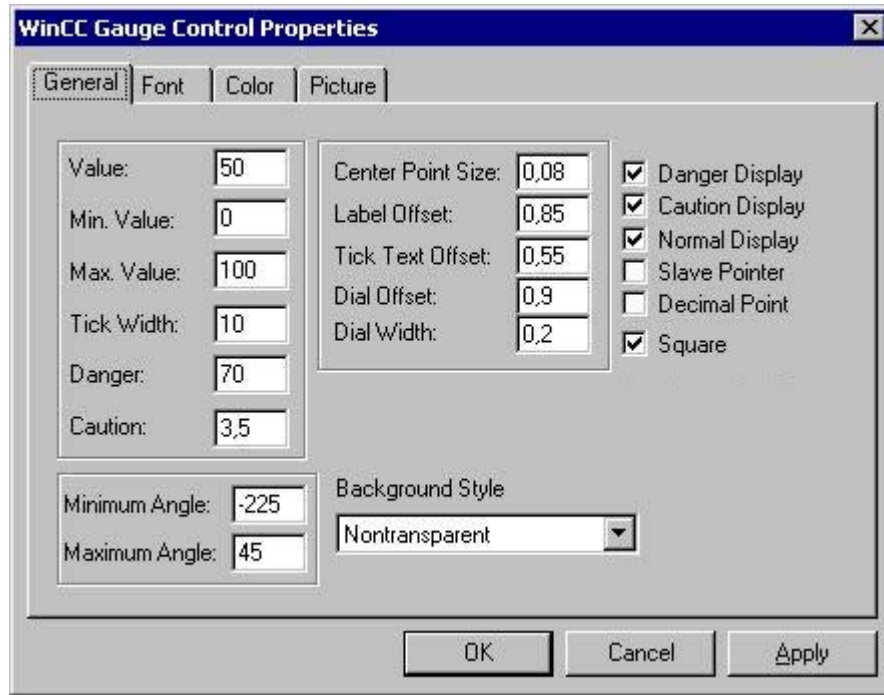 WinCC Gauge Control Properties
General Font Color Picture
Value: 50
Min. Value: 0
Max. Value: 100
Tick Width: 10
Danger: 70
Caution: 3,5
Center Point Size: 0,08
Label Offset: 0,85
Tick Text Offset: 0,55
Dial Offset: 0,9
Dial Width: 0,2
Danger Display
Caution Display
Normal Display
Slave Pointer
Decimal Point
Square
Minimum Angle: -225
Maximum Angle: 45
Background Style
Nontransparent
OK Cancel Apply